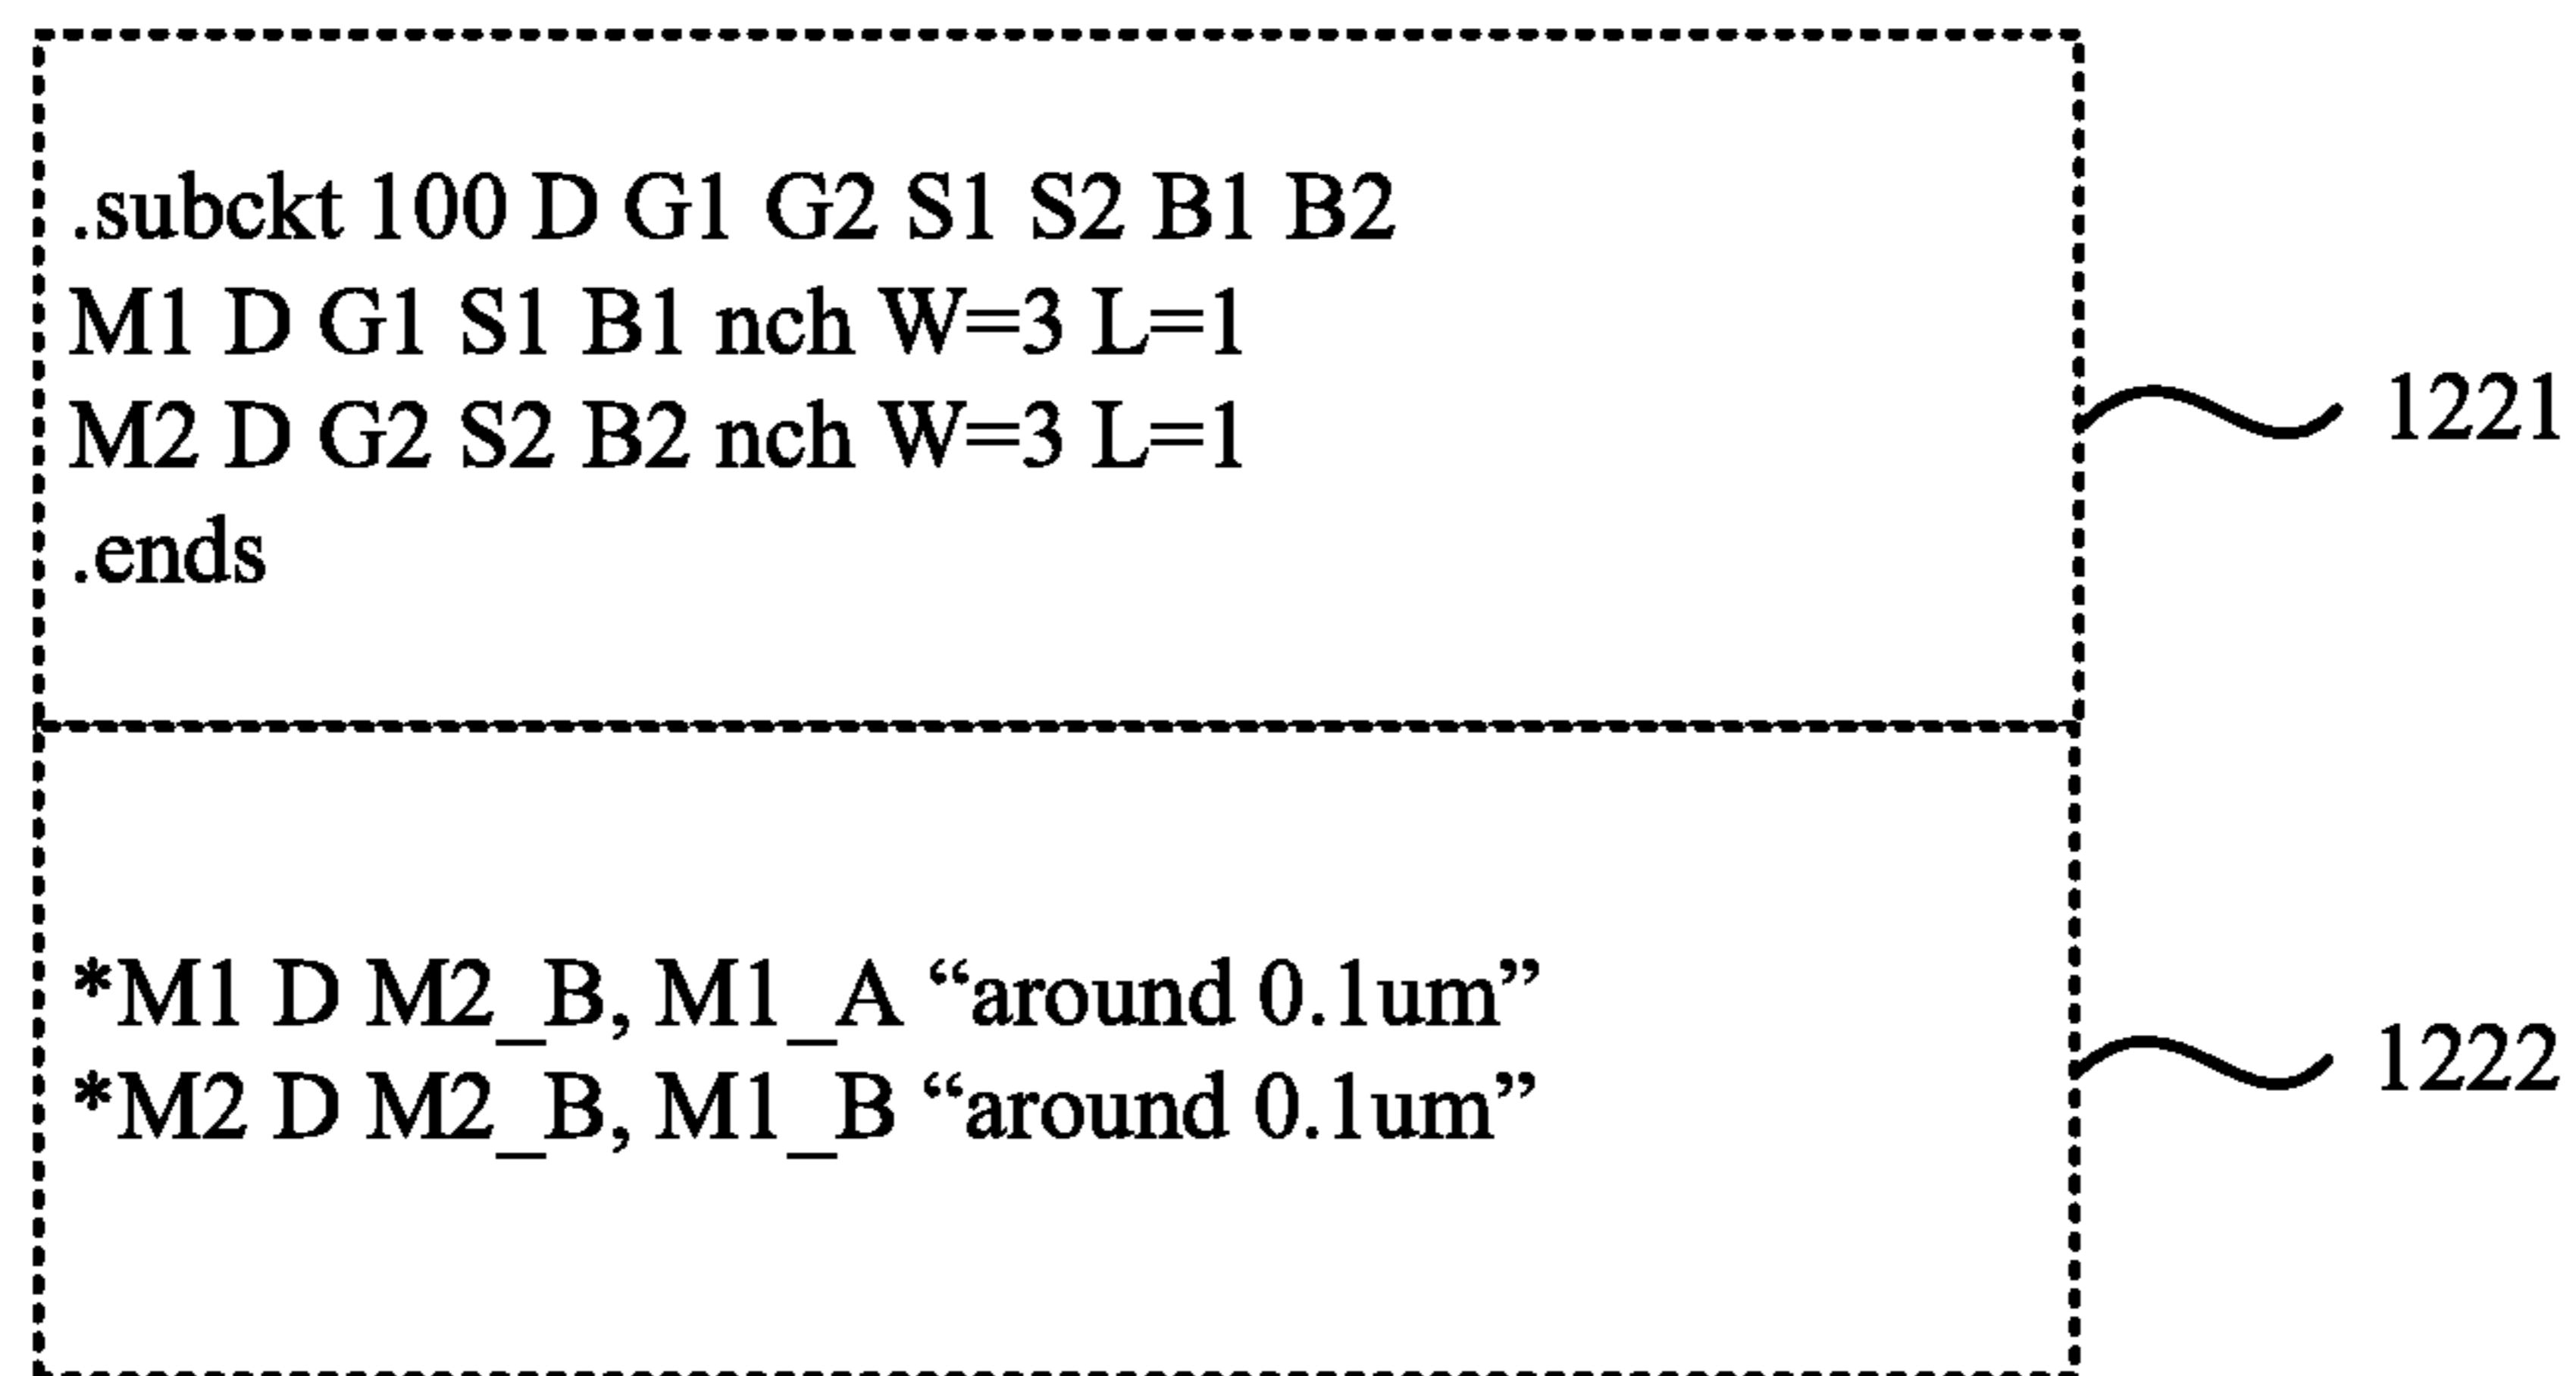 .subckt 100 D G1 G2 S1 S2 B1 B2
M1 D G1 S1 B1 nch W=3 L=1
M2 D G2 S2 B2 nch W=3 L=1
.ends
1221
*M1 D M2_B, M1_A “around 0.1um”
*M2 D M2_B, M1_B “around 0.1um”
1222